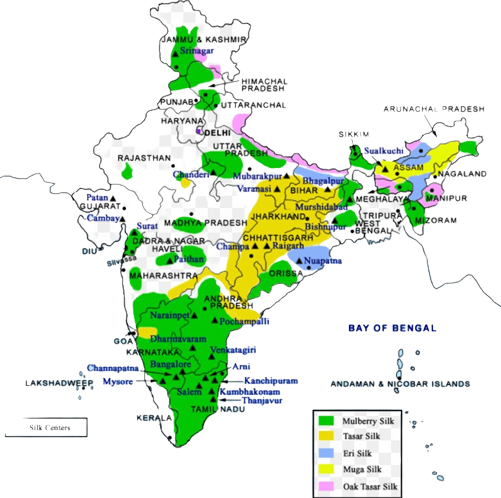 JAMMU & KASHMIR
Srinagar
HIMACHAL
PRADESH
PUNJAB
UTTARANCHAL
HARYANA
DELHI
ARUNACHAL PRADESH
SIKKIM
Sualkuchi
ASSAM
NAGALAND
RAJASTHAN
UTTAR
PRADESH
Chanderi
Mubarakpur
Varanasi
Bhagalpur
BIHAR
MEGHALAYA
MANIPUR
Patan
GUJARAT
Murshidabad
TRIPURA
MIZORAM
Cambay
Surat
MADHYA PRADESH
JHARKHAND
Bishnupur
WEST
BENGAL
DIU
DADRA & NAGAR
HAVELI
CHHATTISGARH
Champa
Raigarh
Silvassa
Paithan
Nuapatna
MAHARASHTRA
ORISSA
ANDHRA
PRADESH
Narainpet
Pochampalli
GOA
Dharmavaram
KARNATAKA
Venkatagiri
BAY OF BENGAL
Channapatna
Bangalore
Arni
LAKSHADWEEP
Mysore
Kanchipuram
ANDAMAN & NICOBAR ISLANDS
Salem
Kumbhakonam
Thanjavur
TAMIL NADU
KERALA
Silk Centers
Mulberry Silk
Tasar Silk
Eri Silk
Muga Silk
Oak Tasar Silk